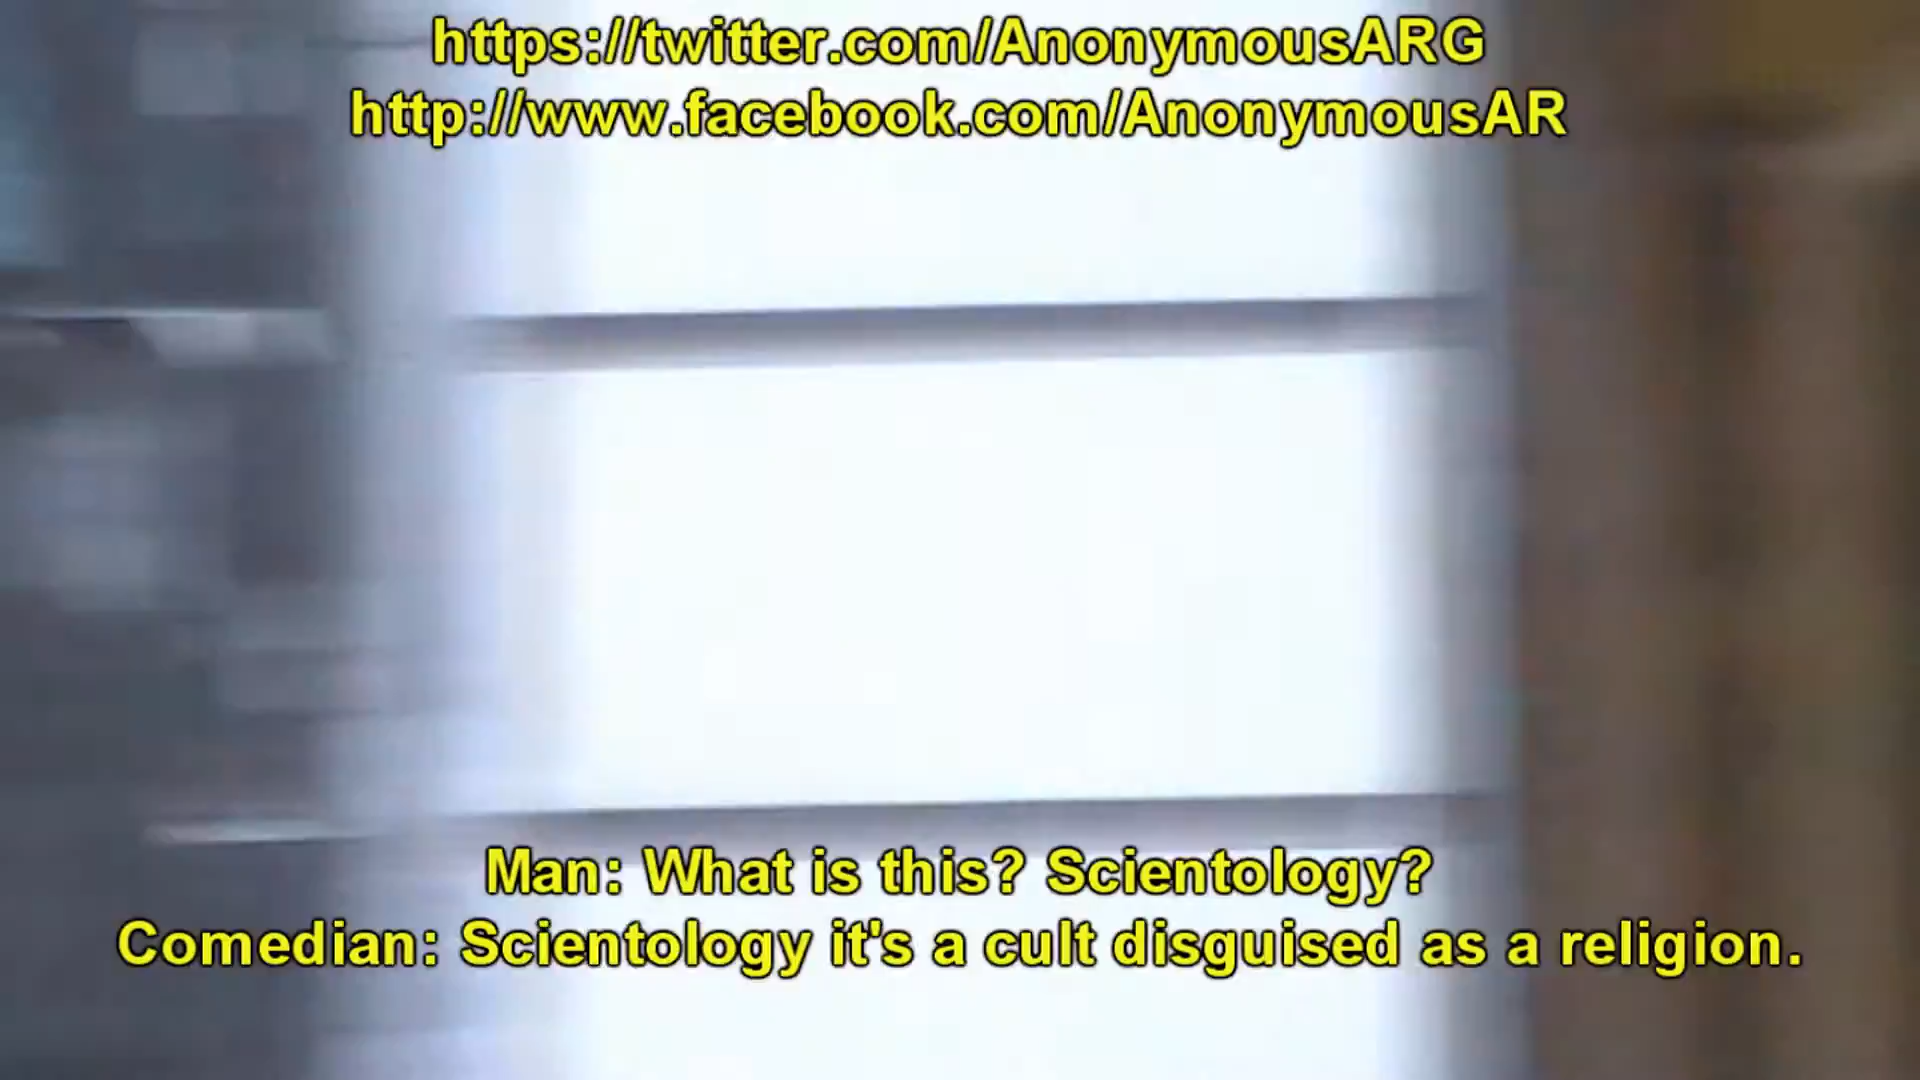 https://twitter.com/AnonymousARG
http://www.facebook.com/AnonymousAR
Man: What is this? Scientology?
Comedian: Scientology it's a cult disguised as a religion.